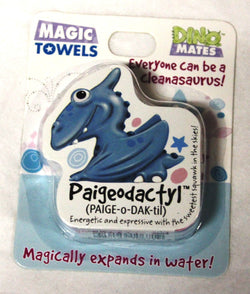 MAGIC
TOWELS
DINO
MATES
Everyone can be a
cleanasaurus!
Paigeodactyl™
(PAIGE-o-DAK-til)
Energetic and expressive with the sweetest squawk in the skies!
Magically expands in water!